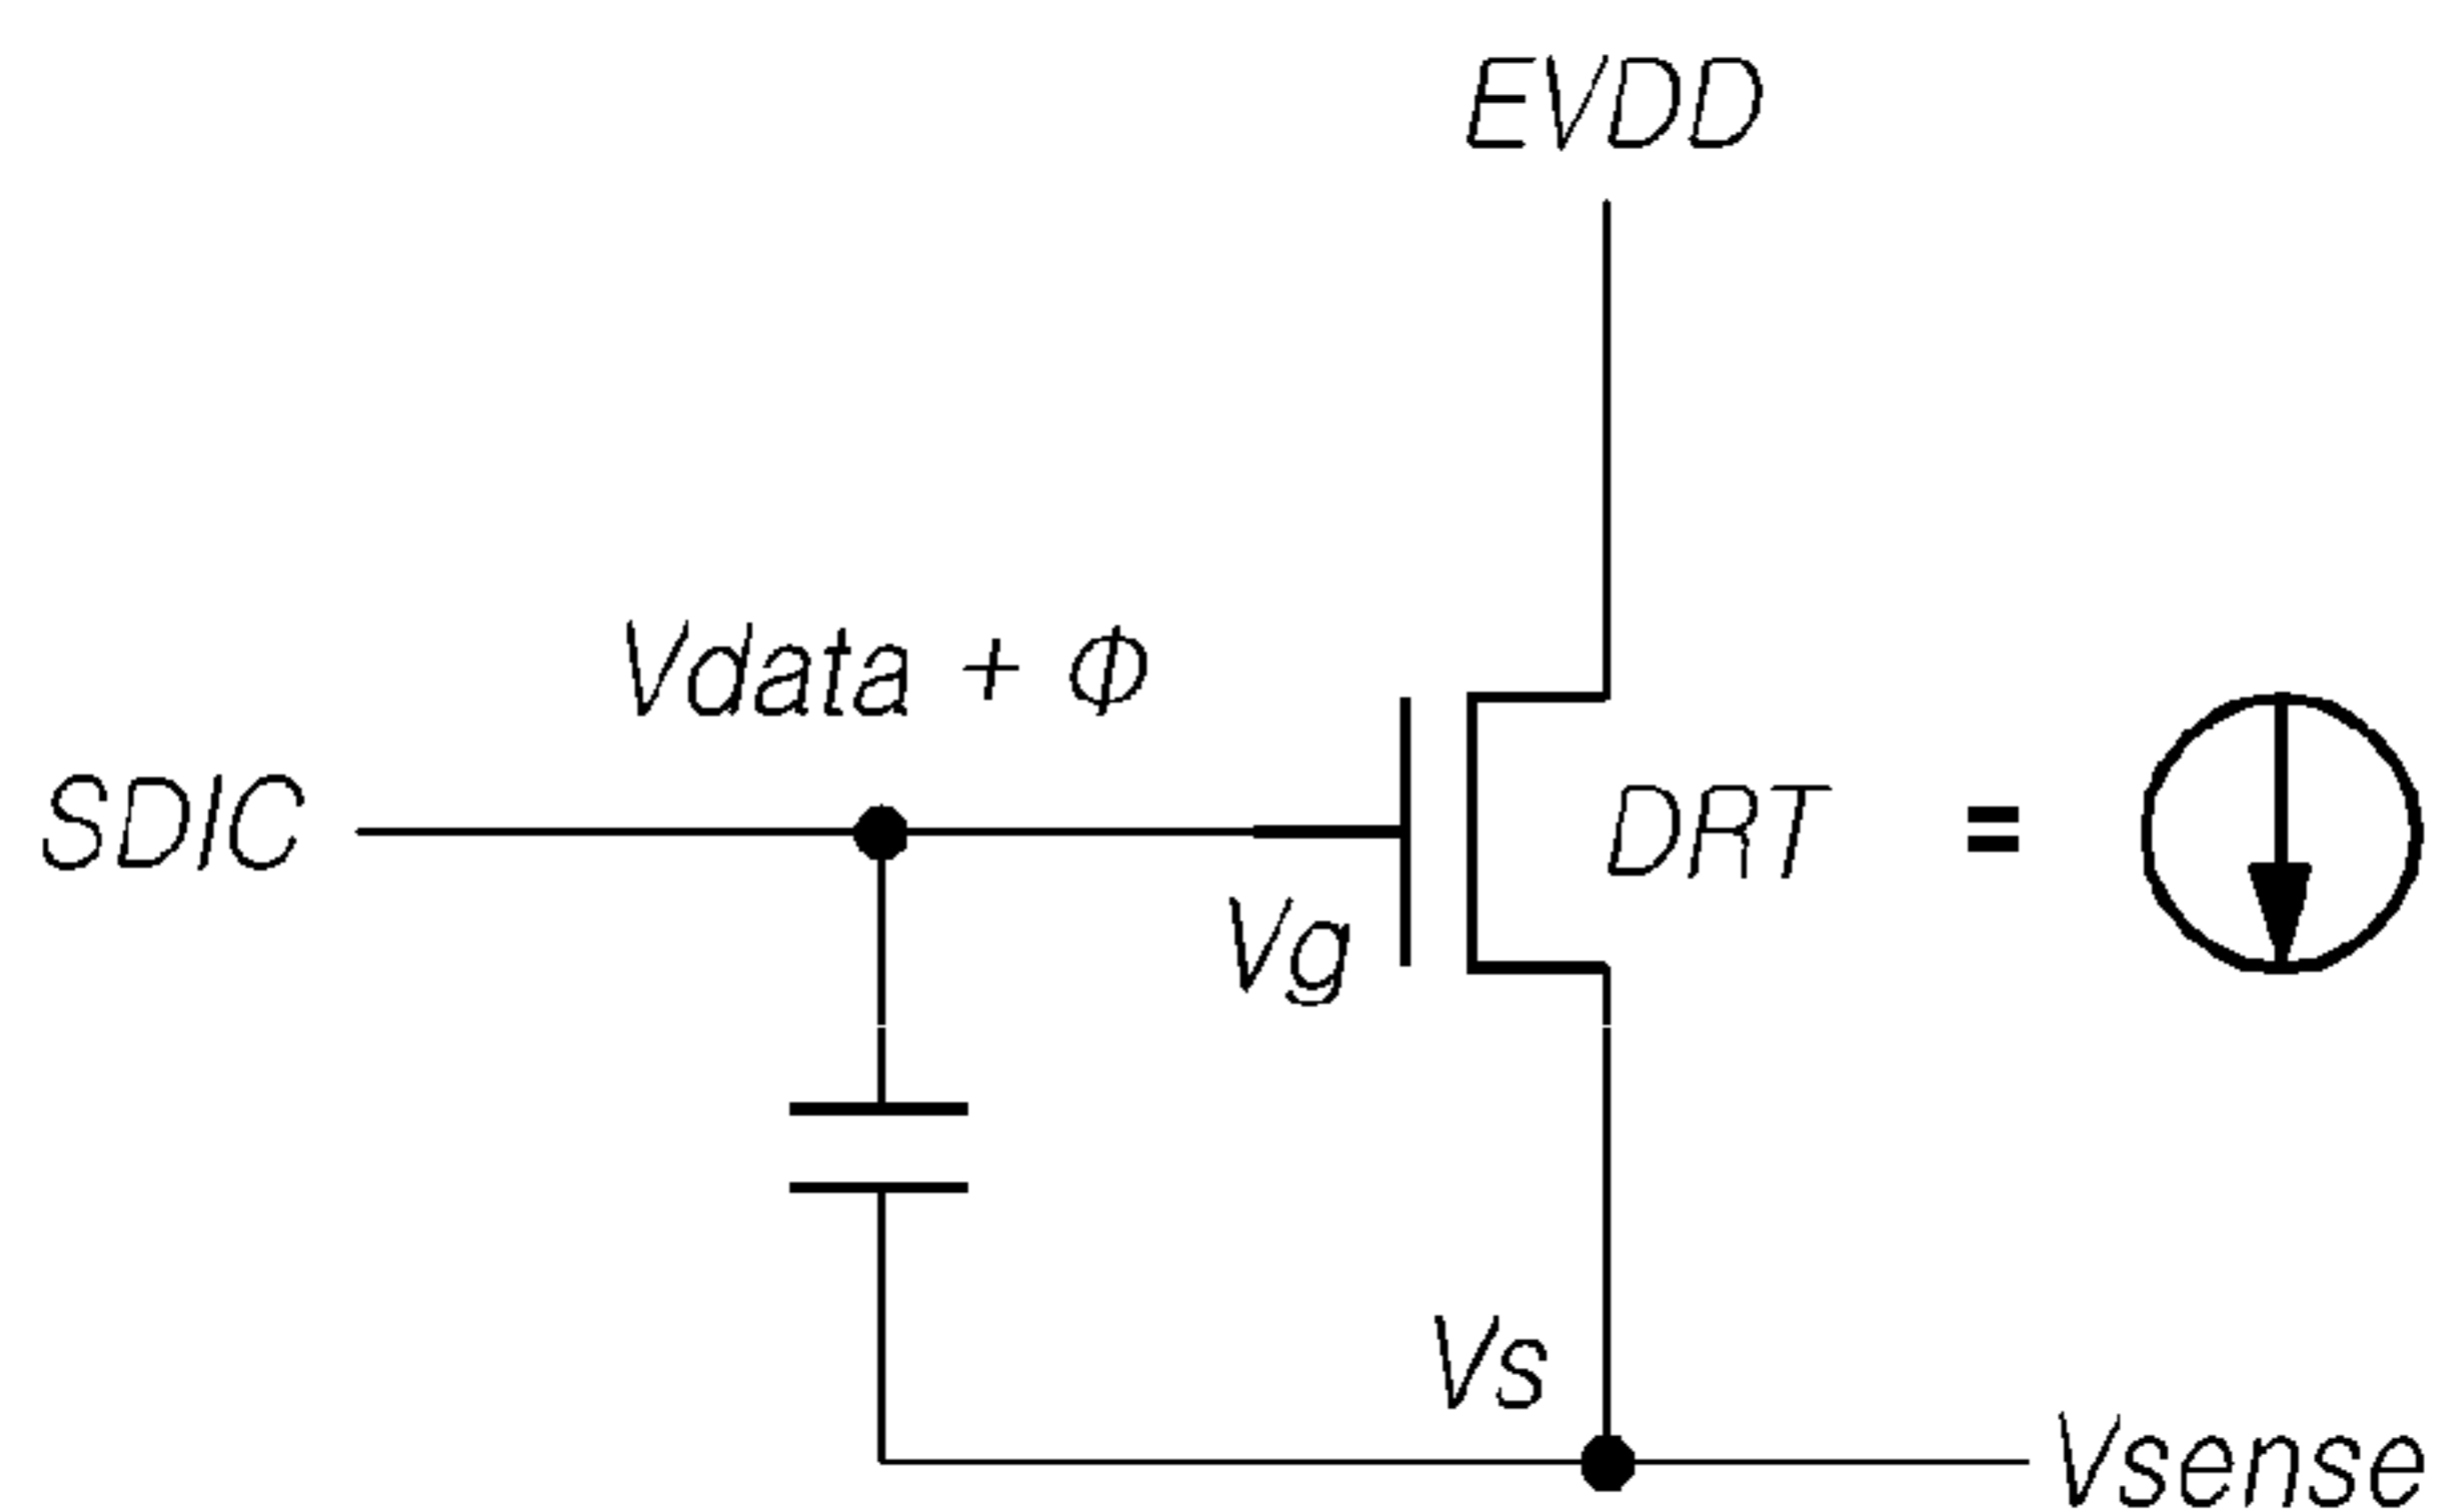 EVDD
Vdata + Φ
SDIC
DRT =
Vg
Vs
Vsense